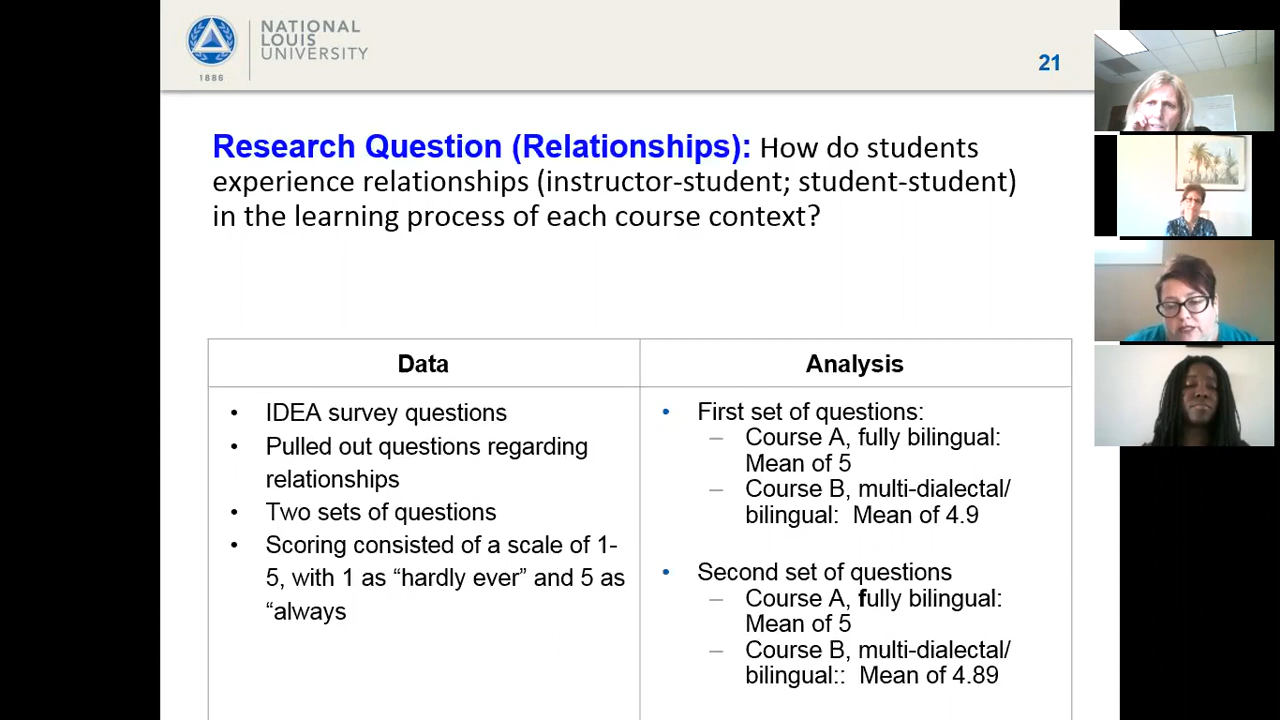 NATIONAL
LOUIS
UNIVERSITY
1886
21
Research Question (Relationships): How do students
experience relationships (instructor-student; student-student)
in the learning process of each course context?
Data
• IDEA survey questions
• Pulled out questions regarding
relationships
• Two sets of questions
• Scoring consisted of a scale of 1-
5, with 1 as “hardly ever” and 5 as
“always
Analysis
• First set of questions:
– Course A, fully bilingual:
Mean of 5
– Course B, multi-dialectal/
bilingual: Mean of 4.9
• Second set of questions
– Course A, fully bilingual:
Mean of 5
– Course B, multi-dialectal/
bilingual:: Mean of 4.89